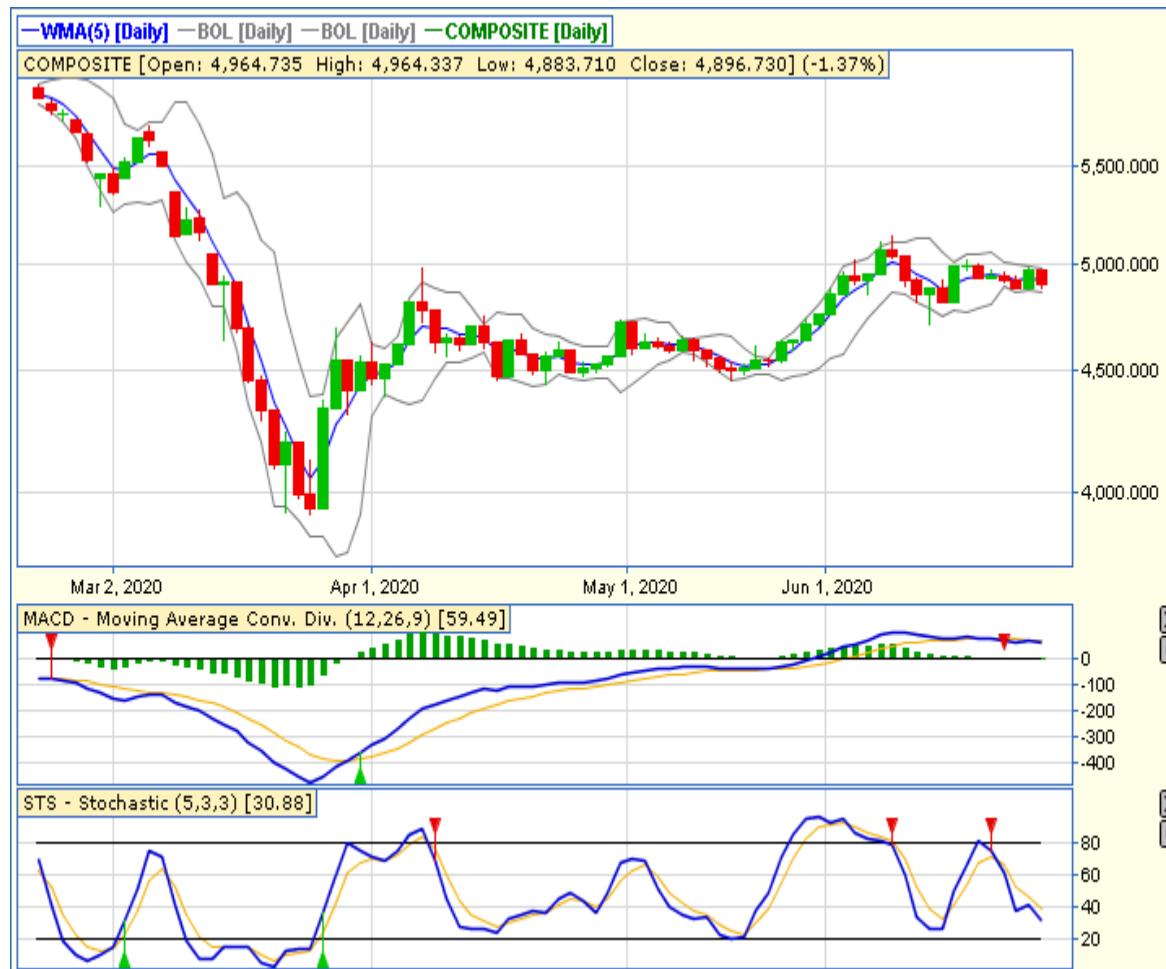 WMA(5) [Daily] BOL [Daily] BOL [Daily] COMPOSITE [Daily]
COMPOSITE [Open: 4,964.735 High: 4,964.337 Low: 4,883.710 Close: 4,896.730] (-1.37%)
5,500.000
5,000.000
4,500.000
4,000.000
Mar 2, 2020 Apr 1, 2020 May 1, 2020 Jun 1, 2020
MACD - Moving Average Conv. Div. (12,26,9) [59.49]
0
-100
-200
-300
-400
STS - Stochastic (5,3,3) [30.88]
80
60
40
20